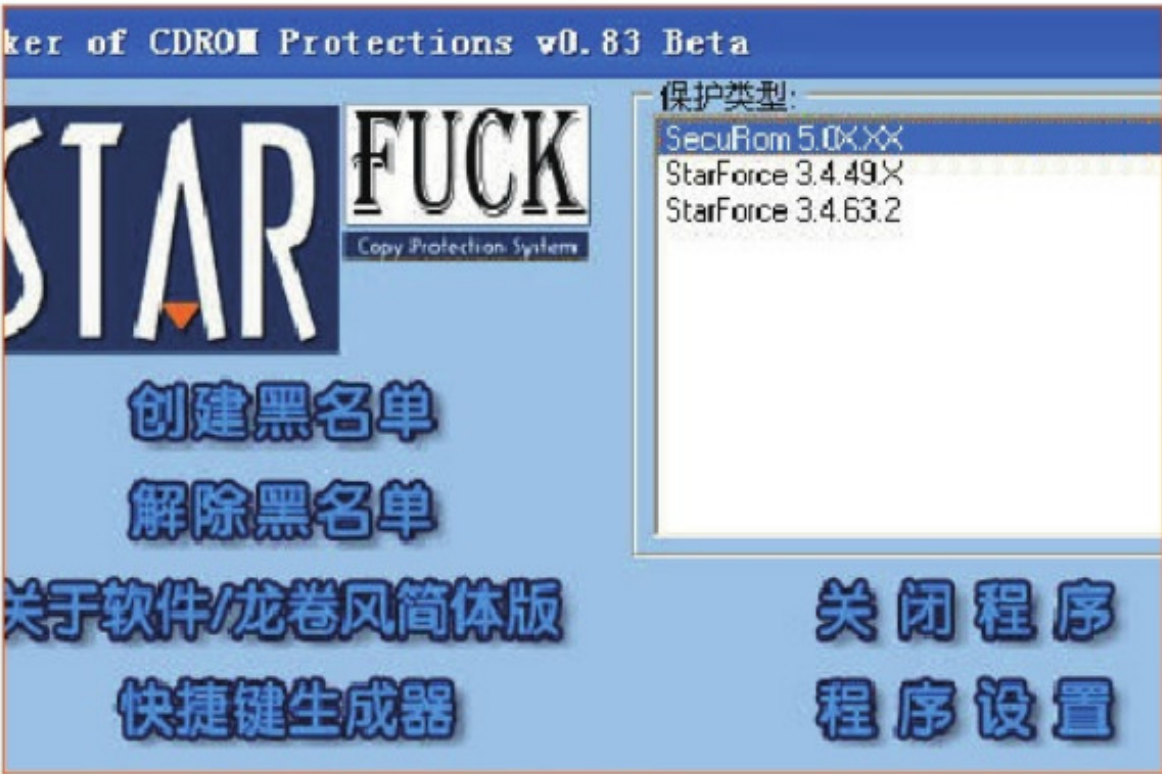 ker of CDROM Protections v0.83 Beta
STAR
FUCK
Copy Protection System
保护类型:
SecuRom 5.0X.XX
StarForce 3.4.49.X
StarForce 3.4.63.2
创建黑名单
解除黑名单
关于软件/龙卷风简体版
快捷键生成器
关闭程序
程序设置